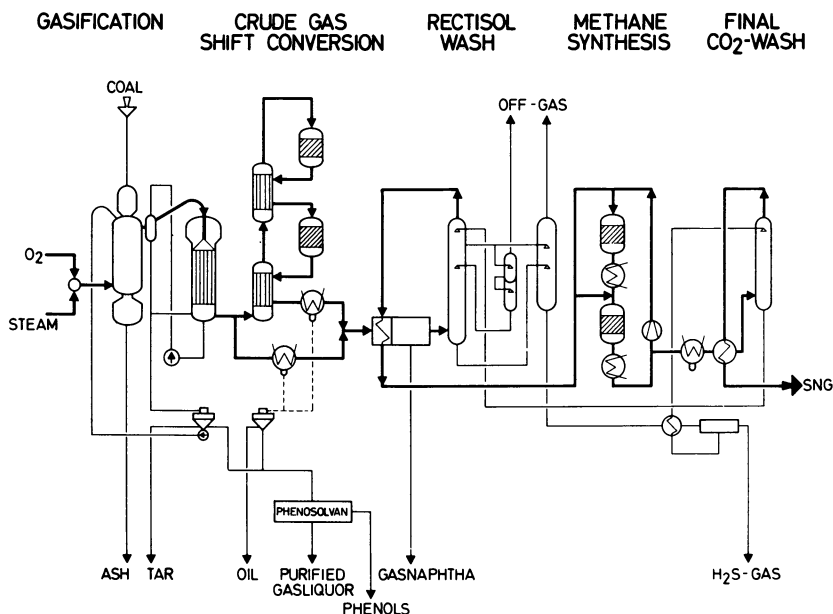 GASIFICATION
CRUDE GAS
SHIFT CONVERSION
RECTISOL
WASH
METHANE
SYNTHESIS
FINAL
CO₂-WASH
COAL
OFF-GAS
O₂
STEAM
SNG
PHENOSOLVAN
ASH
TAR
OIL
PURIFIED
GASLIQUOR
PHENOLS
GASNAPHTHA
H₂S-GAS